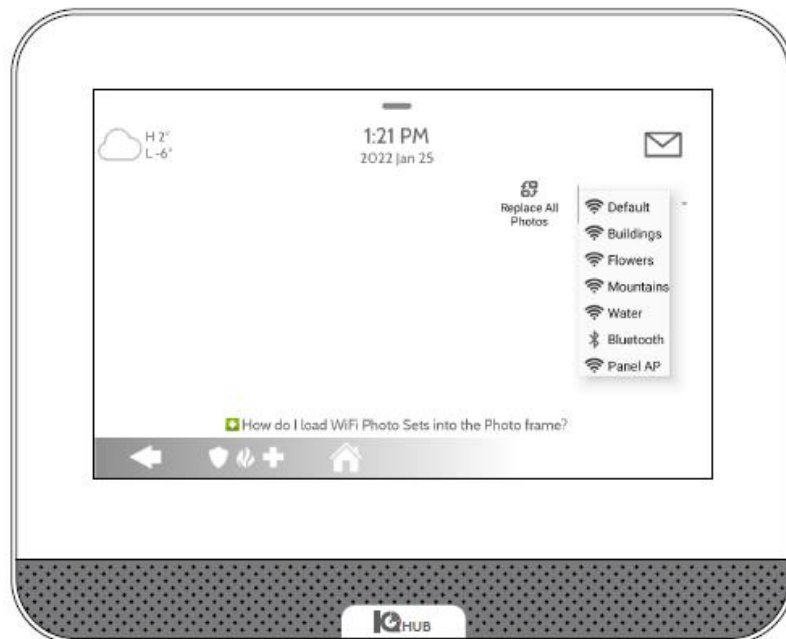 H 2°
L -6°
1:21 PM
2022 Jan 25
Replace All
Photos
Default
Buildings
Flowers
Mountains
Water
Bluetooth
Panel AP
How do I load WiFi Photo Sets into the Photo frame?
IQ HUB